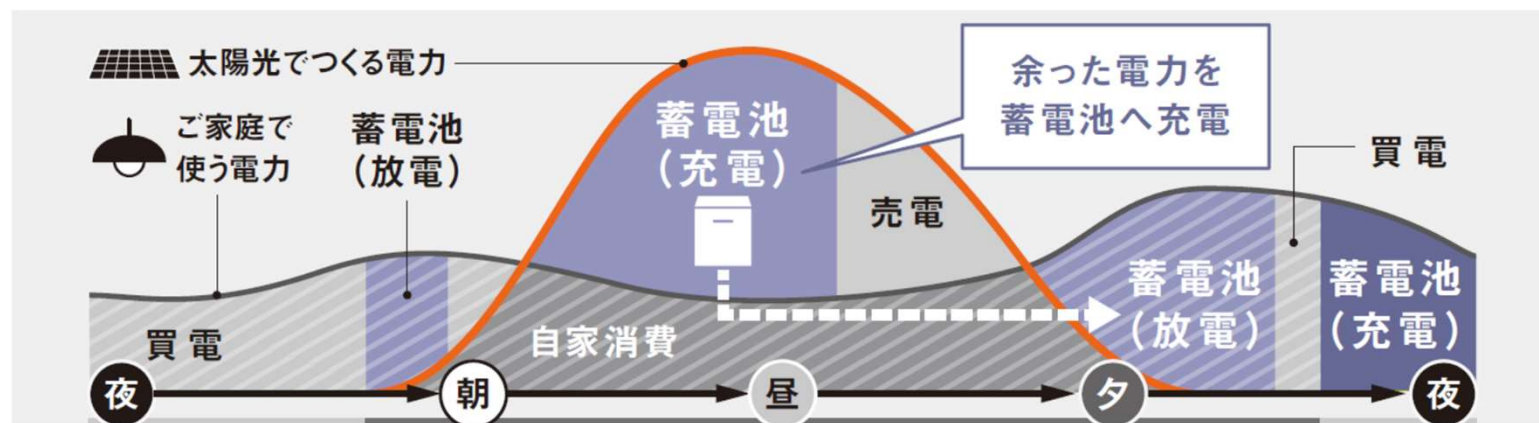 太陽光でつくる電力
ご家庭で
使う電力
蓄電池
(放電)
蓄電池
(充電)
余った電力を
蓄電池へ充電
売電
買電
買電
自家消費
蓄電池
(放電)
蓄電池
(充電)
夜
朝
昼
夕
夜